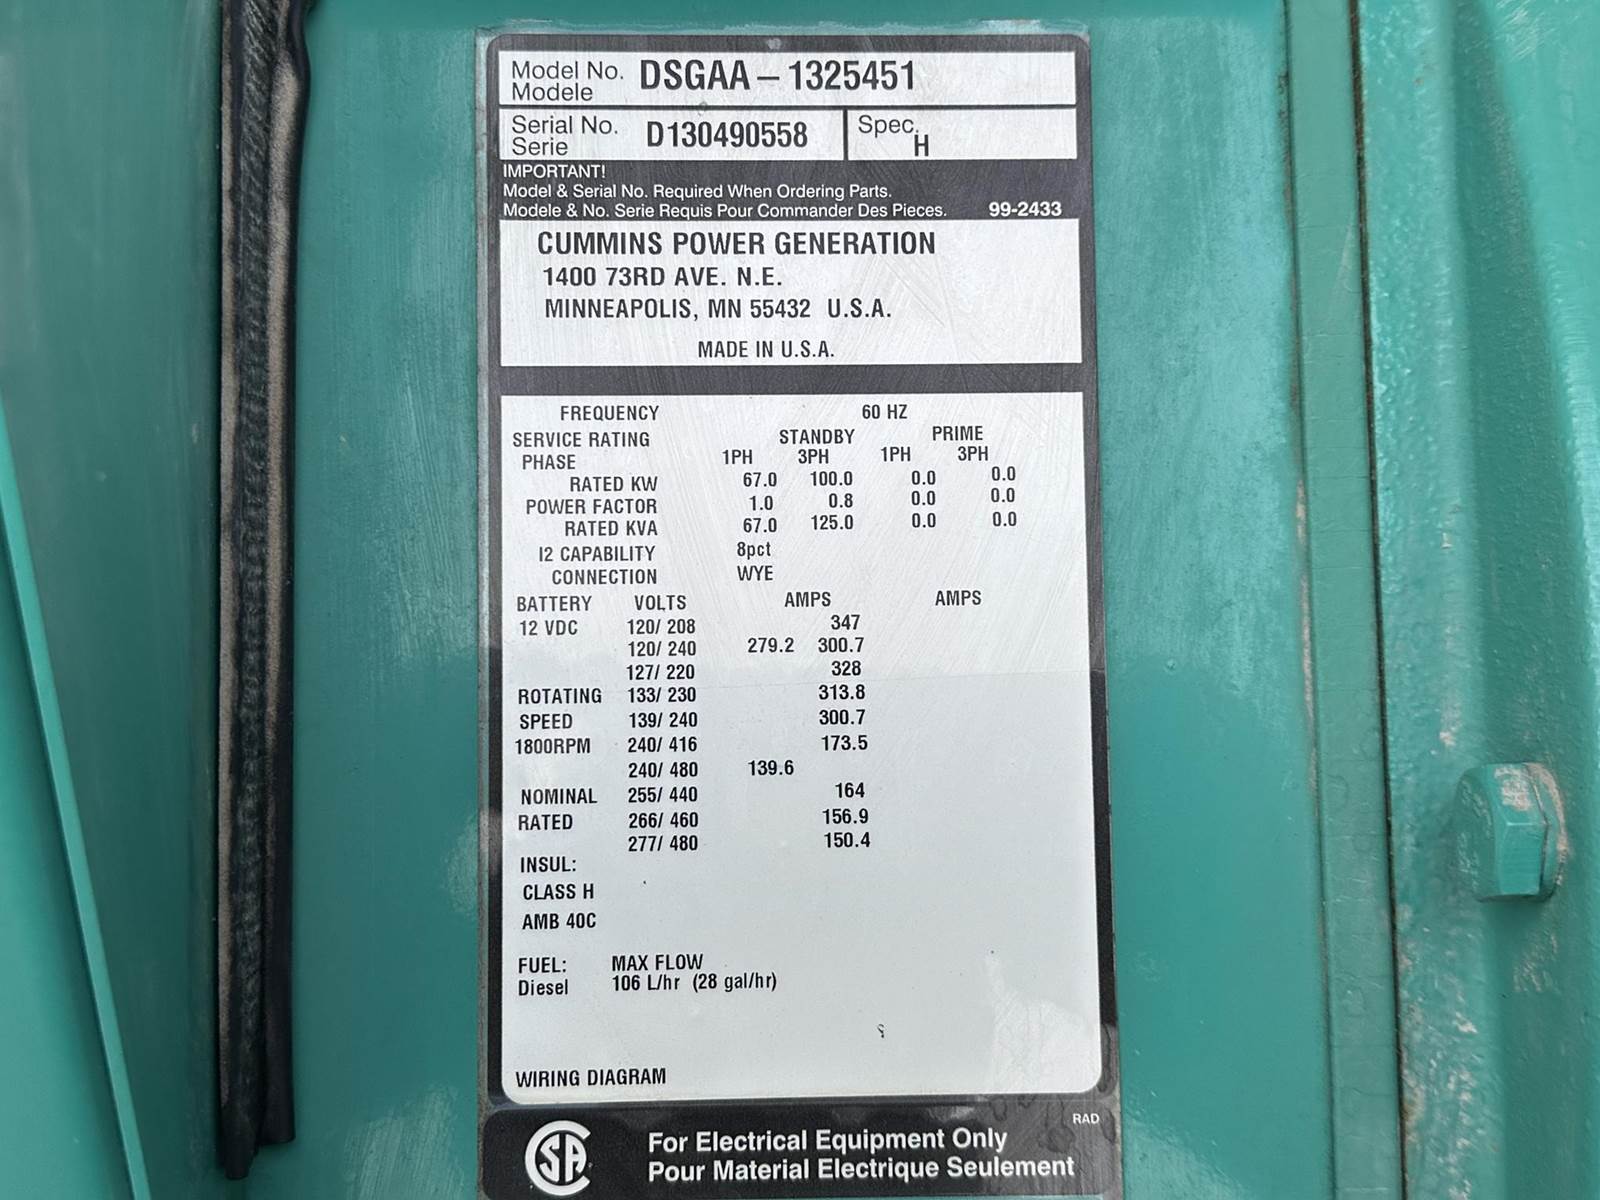 Model No. DSGAA – 1325451
Modele
Serial No. D130490558 Spec. H
Serie
IMPORTANT!
Model & Serial No. Required When Ordering Parts.
Modele & No. Serie Requis Pour Commander Des Pieces. 99-2433
CUMMINS POWER GENERATION
1400 73RD AVE. N.E.
MINNEAPOLIS, MN 55432 U.S.A.
MADE IN U.S.A.
FREQUENCY 60 HZ
SERVICE RATING STANDBY PRIME
PHASE 1PH 3PH 1PH 3PH
RATED KW 67.0 100.0 0.0 0.0
POWER FACTOR 1.0 0.8 0.0 0.0
RATED KVA 67.0 125.0 0.0 0.0
I2 CAPABILITY 8pct
CONNECTION WYE
BATTERY VOLTS AMPS AMPS
12 VDC 120/ 208 347
120/ 240 279.2 300.7
127/ 220 328
ROTATING 133/ 230 313.8
SPEED 139/ 240 300.7
1800RPM 240/ 416 173.5
240/ 480 139.6
NOMINAL 255/ 440 164
RATED 266/ 460 156.9
277/ 480 150.4
INSUL:
CLASS H
AMB 40C
FUEL: MAX FLOW
Diesel 106 L/hr (28 gal/hr)
WIRING DIAGRAM
RAD
CSA
For Electrical Equipment Only
Pour Material Electrique Seulement